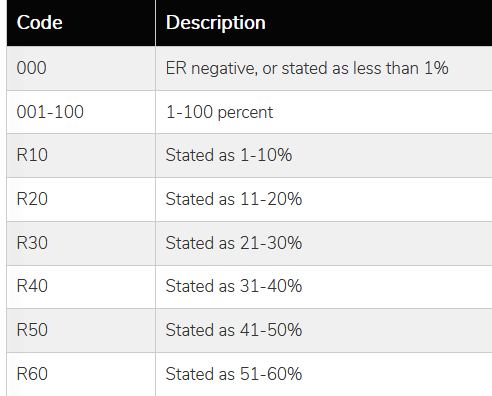 Code Description
000 ER negative, or stated as less than 1%
001-100 1-100 percent
R10 Stated as 1-10%
R20 Stated as 11-20%
R30 Stated as 21-30%
R40 Stated as 31-40%
R50 Stated as 41-50%
R60 Stated as 51-60%